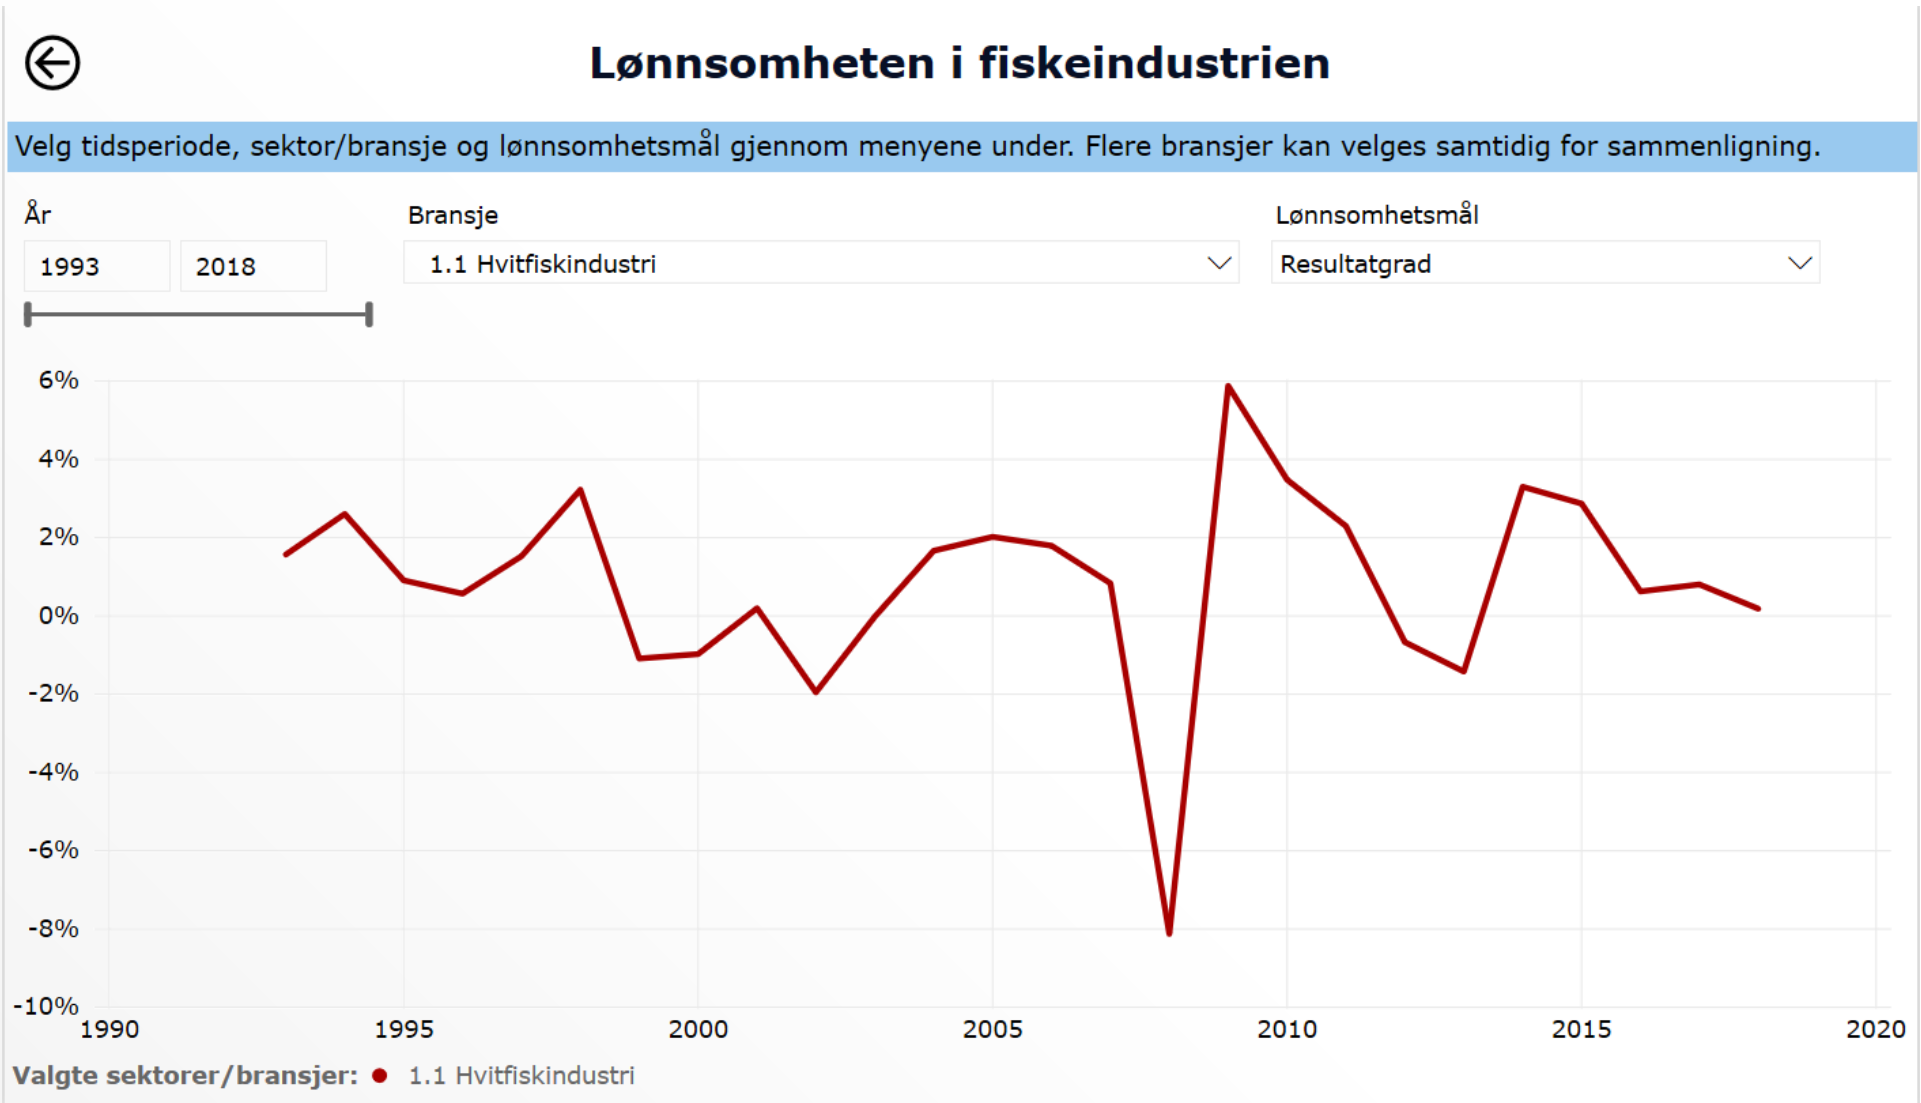 Lønnsomheten i fiskeindustrien
Velg tidsperiode, sektor/bransje og lønnsomhetsmål gjennom menyene under. Flere bransjer kan velges samtidig for sammenligning.
År
Bransje
Lønnsomhetsmål
1993
2018
1.1 Hvitfiskindustri
Resultatgrad
6%
4%
2%
0%
-2%
-4%
-6%
-8%
-10%
1990
1995
2000
2005
2010
2015
2020
Valgte sektorer/bransjer: 1.1 Hvitfiskindustri